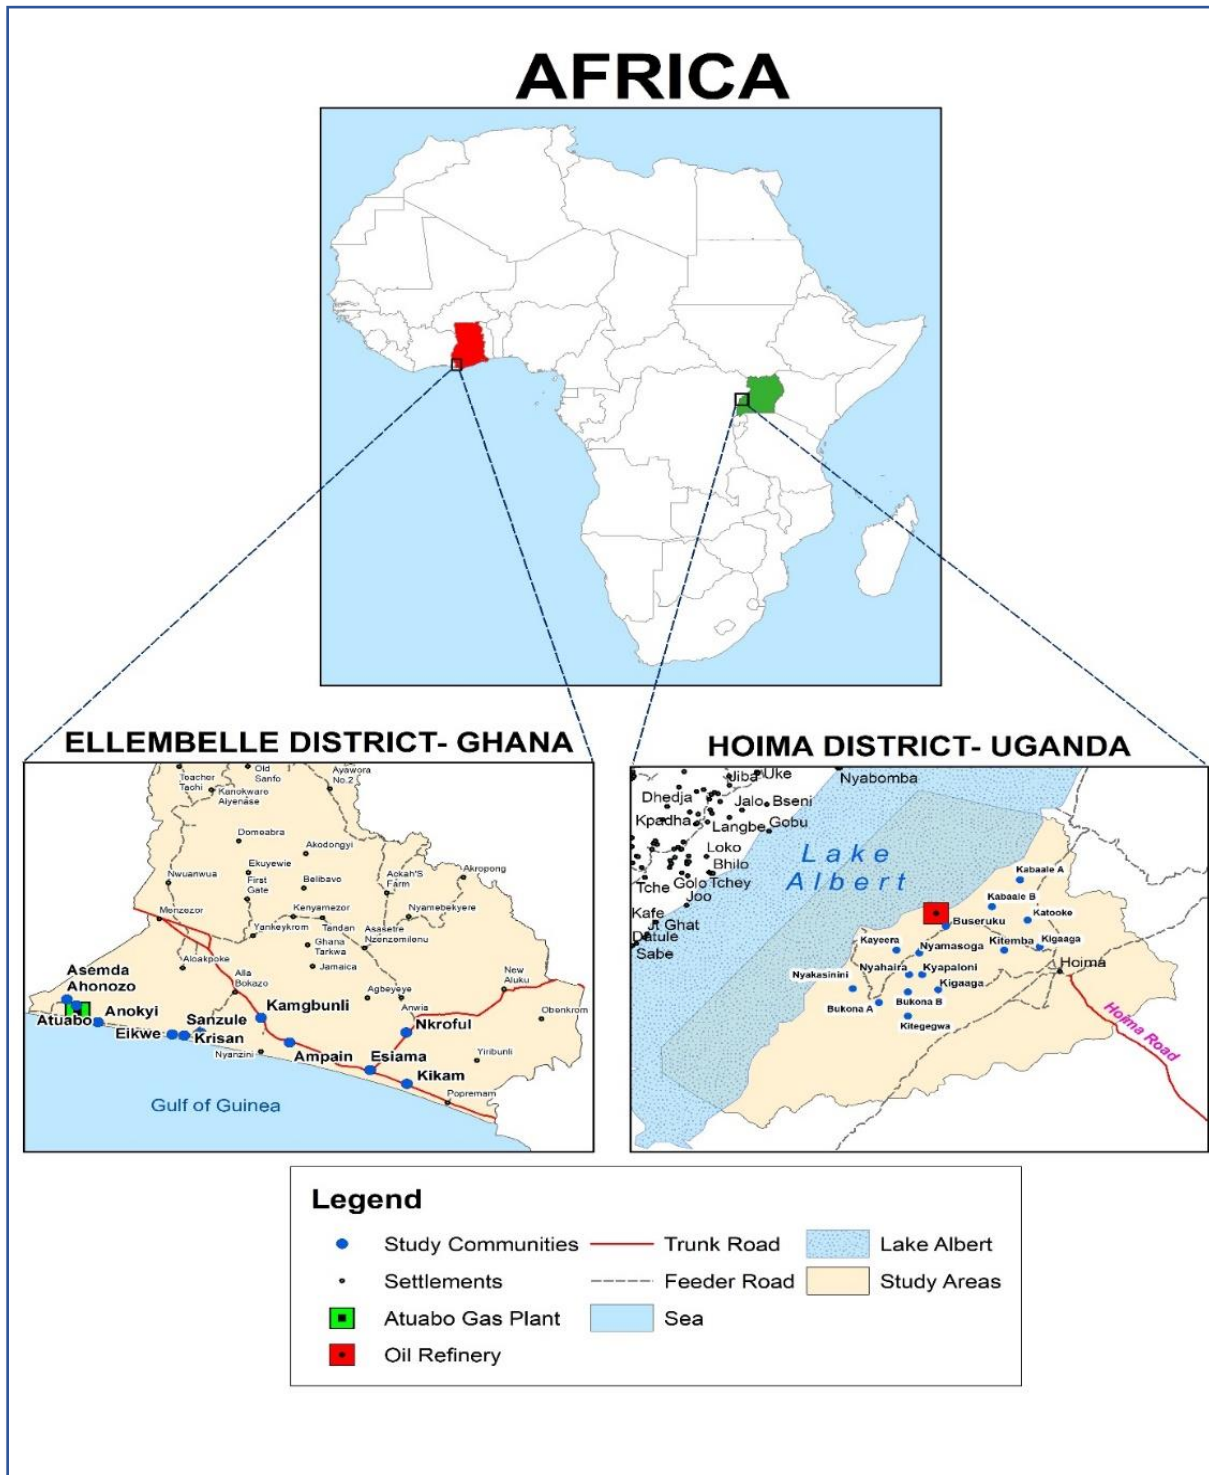 AFRICA
ELLEMBELLE DISTRICT- GHANA
Teacher
Tachi
Old
Sanfo
Ayawora
No.2
Kanokware
Aiyenase
Domeabra
Akodongyi
Ekuyewie
First
Gate
Belibavo
Nwuanwua
Ackah'S
Farm
Akropong
Menzezor
Kenyamezor
Nyamebekyere
Yankeykrom
Tandan
Asasetre
Nzenzemilenu
Ghana
Tarkwa
Aloakpoke
Jamaica
Asemda
Ahonozo
Alla
Bokazo
New
Aluku
Agbeyeye
Anwia
Obenkrom
Atuabo
Anokyi
Sanzule
Kamgbunli
Nkroful
Eikwe
Krisan
Nyanzini
Ampain
Esiama
Yiribunli
Kikam
Popremam
Gulf of Guinea
HOIMA DISTRICT- UGANDA
Jiba
Uke
Nyabomba
Dhedja
Jalo
Bseni
Kpadha
Langbe
Gobu
Loko
Bhilo
Lake
Albert
Tche
Golo
Tchey
Joo
Kafe
Jt Ghat
Datule
Sabe
Kabaale A
Kabaale B
Katooke
Buseruku
Kayeera
Nyamasoga
Kitemba
Kigaaga
Nyakasinini
Nyahaira
Kyapaloni
Hoima
Kigaaga
Bukona A
Bukona B
Kitegegwa
Hojma Road
Legend
Study Communities
Trunk Road
Lake Albert
Settlements
Feeder Road
Study Areas
Atuabo Gas Plant
Sea
Oil Refinery